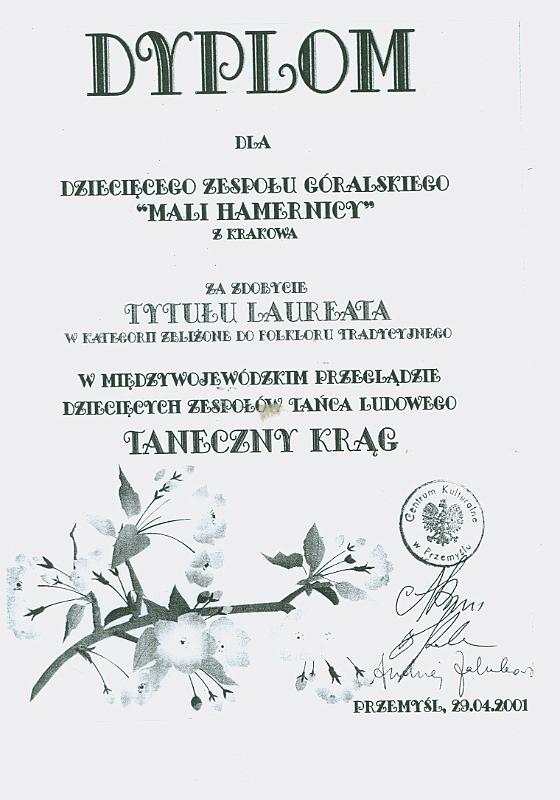 DYPLOM
DLA
DZIECIĘCEGO ZESPOŁU GÓRALSKIEGO
"MALI HAMERNICY"
Z KRAKOWA
ZA ZDOBYCIE
TYTUŁU LAUREATA
W KATEGORII ZBLIŻONE DO FOLKLORU TRADYCYJNEGO
W MIĘDZYWOJEWÓDZKIM PRZEGLĄDZIE
DZIECIĘCYCH ZESPOŁÓW TAŃCA LUDOWEGO
TANECZNY KRĄG
Centrum Kulturalne
w Przemyślu
Andrzej
PRZEMYŚL, 29.04.2001